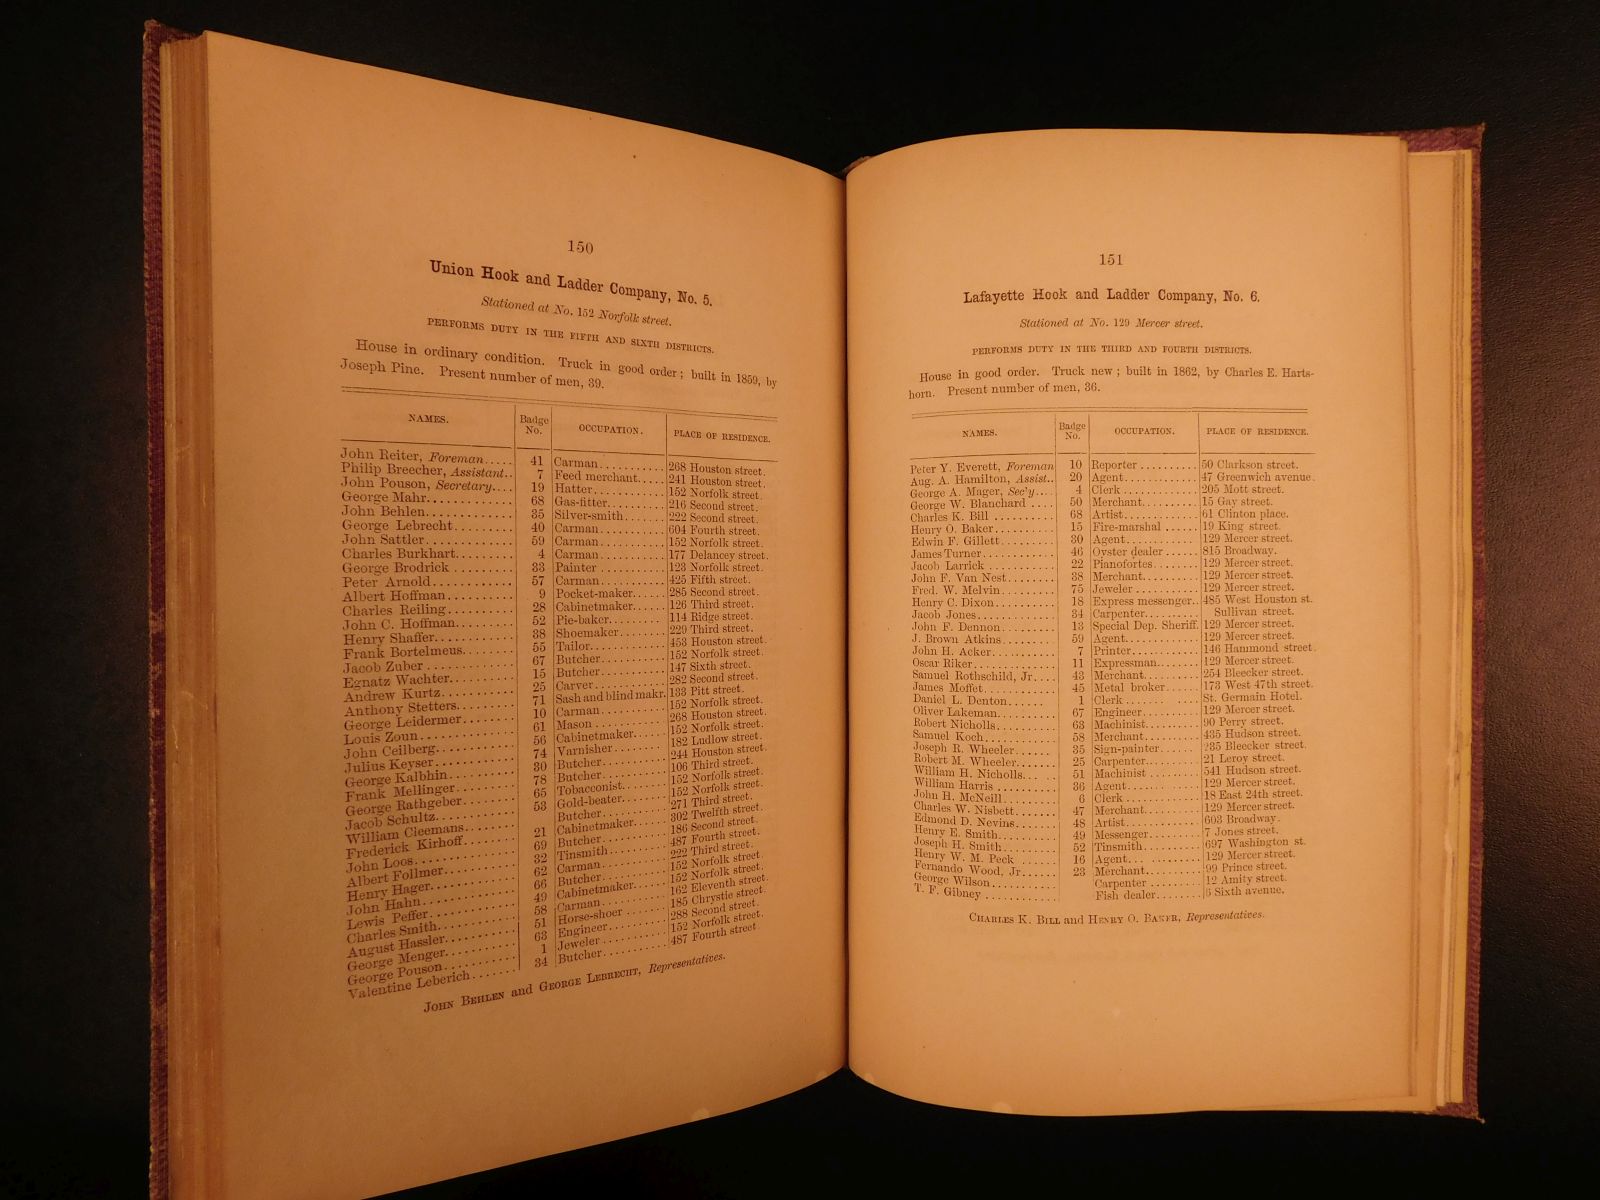 150
Union Hook and Ladder Company, No. 5.
Stationed at No. 152 Norfolk street.
PERFORMS DUTY IN THE FIFTH AND SIXTH DISTRICTS.
House in ordinary condition. Truck in good order; built in 1859, by
Joseph Pine. Present number of men, 39.
NAMES. Badge No. OCCUPATION. PLACE OF RESIDENCE.
John Reiter, Foreman..... 41 Carman........... 268 Houston street.
Philip Breecher, Assistant.. 7 Feed merchant..... 241 Houston street.
John Pouson, Secretary.... 19 Hatter............ 152 Norfolk street.
George Mahr............. 68 Gas-fitter......... 216 Second street.
John Behlen............. 35 Silver-smith....... 222 Second street.
George Lebrecht......... 40 Carman........... 604 Fourth street.
John Sattler............. 59 Carman........... 152 Norfolk street.
Charles Burkhart......... 4 Carman........... 177 Delancey street.
George Brodrick ......... 33 Painter ........... 123 Norfolk street.
Peter Arnold............ 57 Carman........... 425 Fifth street.
Albert Hoffman.......... 9 Pocket-maker...... 285 Second street.
Charles Reiling.......... 28 Cabinetmaker...... 126 Third street.
John C. Hoffman......... 52 Pie-baker......... 114 Ridge street.
Henry Shaffer............ 38 Shoemaker........ 229 Third street.
Frank Bortelmeus........ 55 Tailor............ 453 Houston street.
Jacob Zuber ............. 67 Butcher........... 152 Norfolk street.
Egnatz Wachter.......... 15 Butcher........... 147 Sixth street.
Andrew Kurtz........... 25 Carver............ 282 Second street.
Anthony Stetters......... 71 Sash and blind makr. 133 Pitt street.
George Leidermer........ 10 Carman........... 152 Norfolk street.
Louis Zoun.............. 61 Mason ............ 268 Houston street.
John Ceilberg............ 56 Cabinetmaker...... 152 Norfolk street.
Julius Keyser............ 74 Varnisher......... 182 Ludlow street.
George Kalbhin.......... 30 Butcher........... 244 Houston street.
Frank Mellinger.......... 78 Butcher........... 106 Third street.
George Rathgeber........ 65 Tobacconist....... 152 Norfolk street.
Jacob Schultz............ 53 Gold-beater....... 152 Norfolk street.
William Cleemans........ Butcher........... 271 Third street.
Frederick Kirhoff........ 21 Cabinetmaker...... 302 Twelfth street.
John Loos............... 69 Butcher........... 186 Second street.
Albert Follmer........... 32 Tinsmith.......... 487 Fourth street.
Henry Hager............ 62 Carman........... 222 Third street.
John Hahn.............. 66 Butcher........... 152 Norfolk street.
Lewis Peffer............. 49 Cabinetmaker...... 152 Norfolk street.
Charles Smith............ 58 Carman........... 162 Eleventh street.
August Hassler........... 51 Horse-shoer ....... 185 Chrystie street.
George Menger........... 63 Engineer.......... 288 Second street.
George Pouson........... 1 Jeweler........... 152 Norfolk street.
Valentine Leberich....... 34 Butcher........... 487 Fourth street.
JOHN BEHLEN and GEORGE LEBRECHT, Representatives.
151
Lafayette Hook and Ladder Company, No. 6.
Stationed at No. 129 Mercer street.
PERFORMS DUTY IN THE THIRD AND FOURTH DISTRICTS.
House in good order. Truck new; built in 1862, by Charles E. Harts-
horn. Present number of men, 36.
NAMES. Badge No. OCCUPATION. PLACE OF RESIDENCE.
Peter Y. Everett, Foreman 10 Reporter .......... 50 Clarkson street.
Aug. A. Hamilton, Assist.. 20 Agent............. 47 Greenwich avenue.
George A. Mager, Sec'y.... 4 Clerk ............. 205 Mott street.
George W. Blanchard .... 50 Merchant.......... 15 Gay street.
Charles K. Bill .......... 68 Artist............. 61 Clinton place.
Henry O. Baker.......... 15 Fire-marshal ...... 19 King street.
Edwin F. Gillett.......... 30 Agent............. 129 Mercer street.
James Turner............. 46 Oyster dealer ...... 815 Broadway.
Jacob Larrick ............ 22 Pianofortes........ 129 Mercer street.
John F. Van Nest........ 38 Merchant.......... 129 Mercer street.
Fred. W. Melvin.......... 75 Jeweler ........... 129 Mercer street.
Henry C. Dixon.......... 18 Express messenger.. 485 West Houston st.
Jacob Jones.............. 34 Carpenter......... Sullivan street.
John F. Dennon.......... 13 Special Dep. Sheriff. 129 Mercer street.
J. Brown Atkins.......... 59 Agent............. 129 Mercer street.
John H. Acker........... 7 Printer............ 146 Hammond street.
Oscar Riker.............. 11 Expressman....... 129 Mercer street.
Samuel Rothschild, Jr.... 43 Merchant.......... 254 Bleecker street.
James Moffet............. 45 Metal broker...... 173 West 47th street.
Daniel L. Denton......... 1 Clerk ....... .... St. Germain Hotel.
Oliver Lakeman.......... 67 Engineer.......... 129 Mercer street.
Robert Nicholls.......... 63 Machinist......... 90 Perry street.
Samuel Koch............ 58 Merchant.......... 435 Hudson street.
Joseph R. Wheeler...... 35 Sign-painter...... 235 Bleecker street.
Robert M. Wheeler...... 25 Carpenter......... 21 Leroy street.
William H. Nicholls..... 51 Machinist ......... 541 Hudson street.
William Harris .......... 36 Agent............. 129 Mercer street.
John H. McNeill......... 6 Clerk ............. 18 East 24th street.
Charles W. Nisbett...... 47 Merchant.......... 129 Mercer street.
Edmond D. Nevins...... 48 Artist............. 603 Broadway.
Henry E. Smith.......... 49 Messenger......... 7 Jones street.
Joseph H. Smith.......... 52 Tinsmith.......... 697 Washington st.
Henry W. M. Peck ...... 16 Agent... ......... 129 Mercer street.
Fernando Wood, Jr...... 23 Merchant.......... 99 Prince street.
George Wilson........... Carpenter ......... 12 Amity street.
T. F. Gibney ............ Fish dealer........ 6 Sixth avenue.
CHARLES K. BILL and HENRY O. BAKER, Representatives.